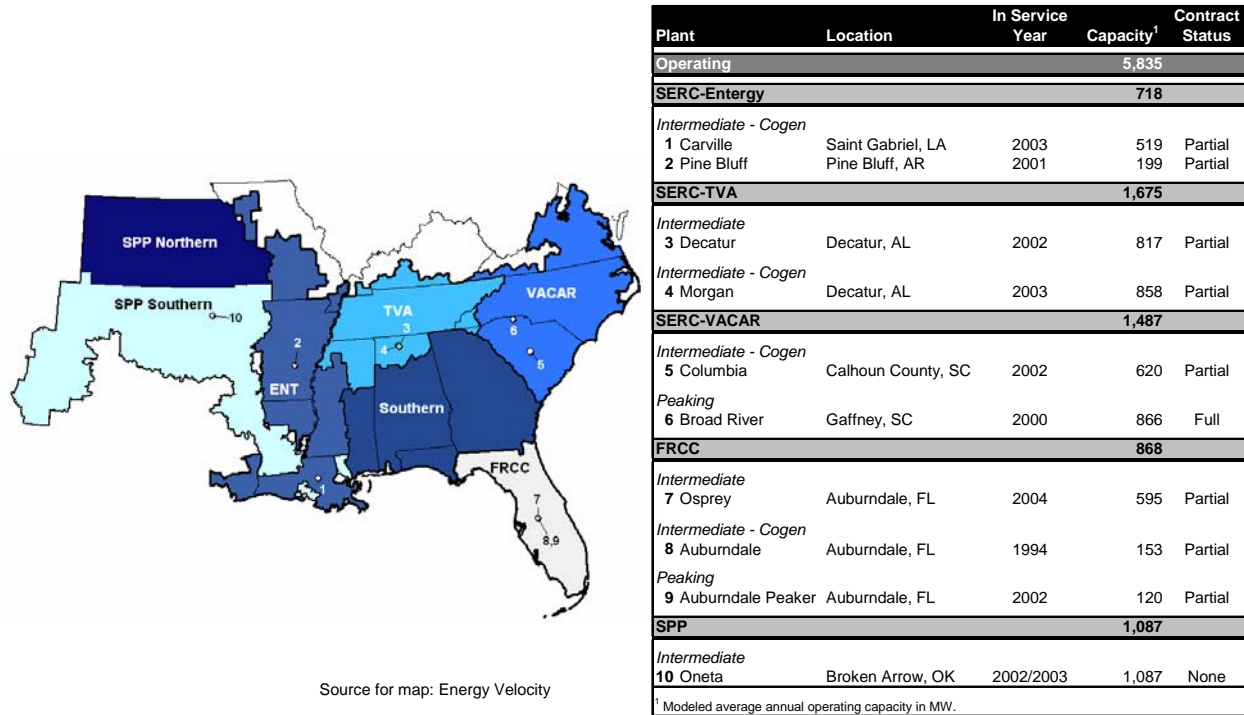 SPP Northern
SPP Southern
10
TVA
3
4
VACAR
6
5
2
ENT
Southern
1
FRCC
7
8,9
Source for map: Energy Velocity
In Service Contract
Plant Location Year Capacity1 Status
Operating 5,835
SERC-Entergy 718
Intermediate - Cogen
1 Carville Saint Gabriel, LA 2003 519 Partial
2 Pine Bluff Pine Bluff, AR 2001 199 Partial
SERC-TVA 1,675
Intermediate
3 Decatur Decatur, AL 2002 817 Partial
Intermediate - Cogen
4 Morgan Decatur, AL 2003 858 Partial
SERC-VACAR 1,487
Intermediate - Cogen
5 Columbia Calhoun County, SC 2002 620 Partial
Peaking
6 Broad River Gaffney, SC 2000 866 Full
FRCC 868
Intermediate
7 Osprey Auburndale, FL 2004 595 Partial
Intermediate - Cogen
8 Auburndale Auburndale, FL 1994 153 Partial
Peaking
9 Auburndale Peaker Auburndale, FL 2002 120 Partial
SPP 1,087
Intermediate
10 Oneta Broken Arrow, OK 2002/2003 1,087 None
1 Modeled average annual operating capacity in MW.